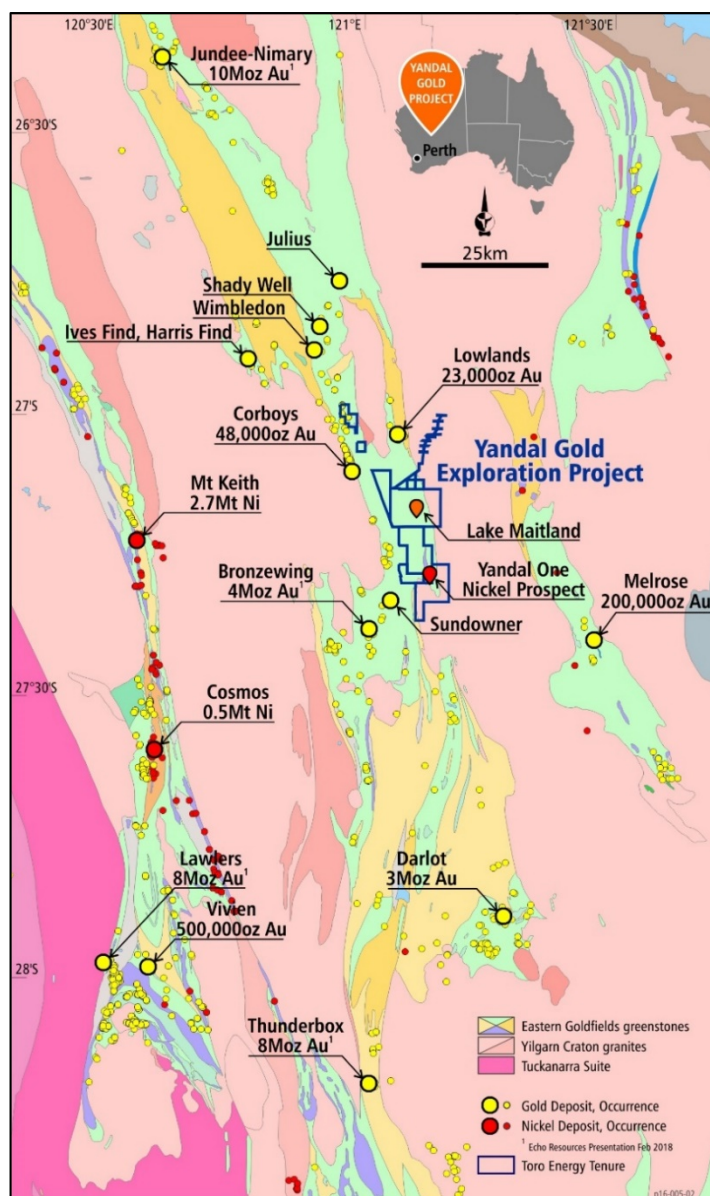 120°30'E
121°E
121°30'E
Jundee-Nimary
10Moz Au¹
YANDAL
GOLD
PROJECT
Perth
26°30'S
25km
Julius
Shady Well
Wimbledon
Ives Find, Harris Find
Lowlands
23,000oz Au
27°S
Corboys
48,000oz Au
Yandal Gold
Exploration Project
Mt Keith
2.7Mt Ni
Lake Maitland
Bronzewing
4Moz Au¹
Yandal One
Nickel Prospect
Melrose
200,000oz Au
Sundowner
27°30'S
Cosmos
0.5Mt Ni
Lawlers
8Moz Au¹
Vivien
500,000oz Au
Darlot
3Moz Au
28°S
Thunderbox
8Moz Au¹
Eastern Goldfields greenstones
Yilgarn Craton granites
Tuckanarra Suite
Gold Deposit, Occurrence
Nickel Deposit, Occurrence
¹ Echo Resources Presentation Feb 2018
Toro Energy Tenure
n16-005-02